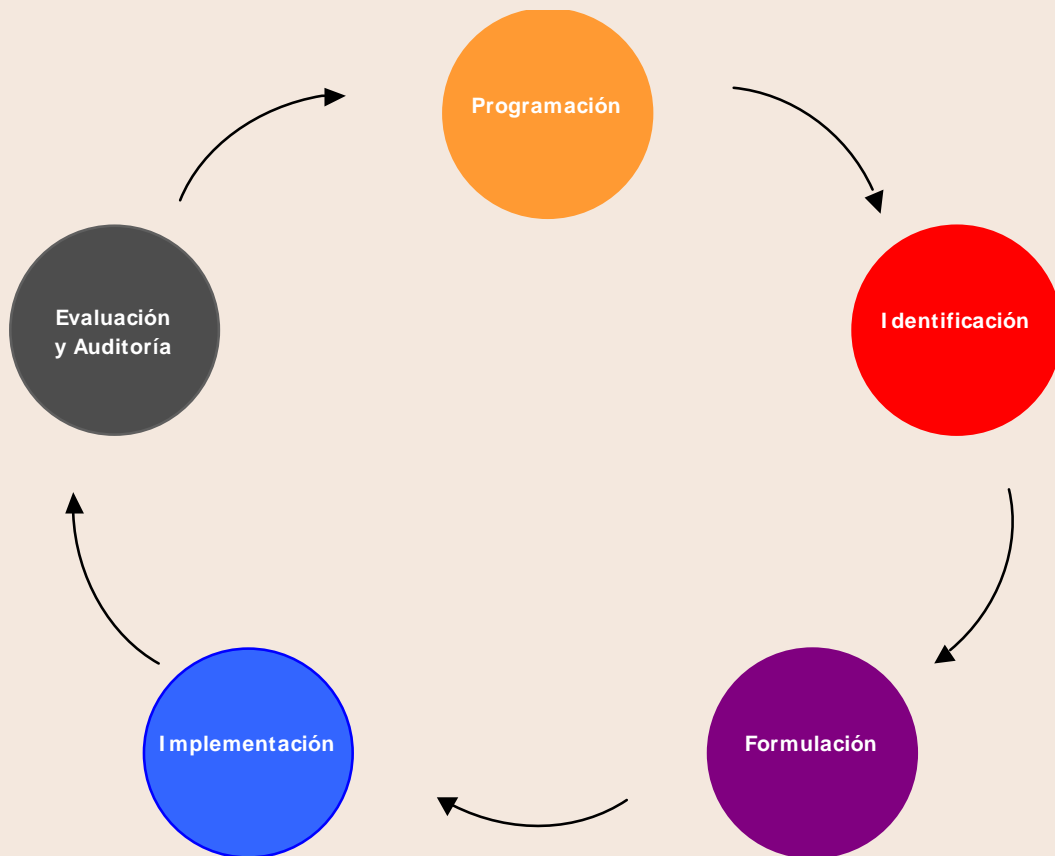 Programación
Identificación
Evaluación
y Auditoría
Implementación
Formulación